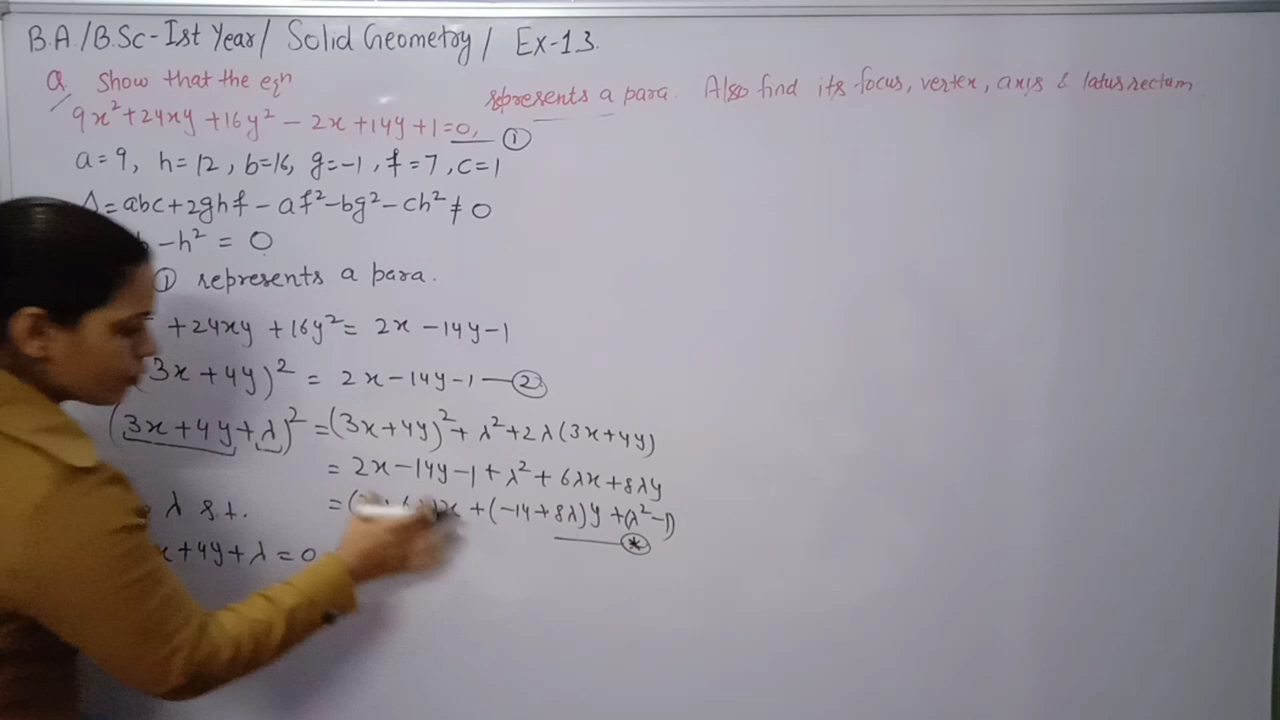 B.A./B.Sc-Ist Year/ Solid Geometry/ Ex-1.3.
Q. Show that the eqn
9x²+24xy+16y²-2x+14y+1=0, ① represents a para. Also find its focus, vertex, axis & latus rectum.
a=9, h=12, b=16, g=-1, f=7, c=1
Δ=abc+2ghf-af²-bg²-ch²≠0
-h² = 0
① represents a para.
+24xy+16y²= 2x-14y-1
(3x+4y)² = 2x-14y-1 — ②
(3x+4y+λ)² =(3x+4y)²+λ²+2λ(3x+4y)
= 2x-14y-1+λ²+6λx+8λy
λ s.t. =( x +(-14+8λ)y +(λ²-1)
x+4y+λ=0 — ⊛